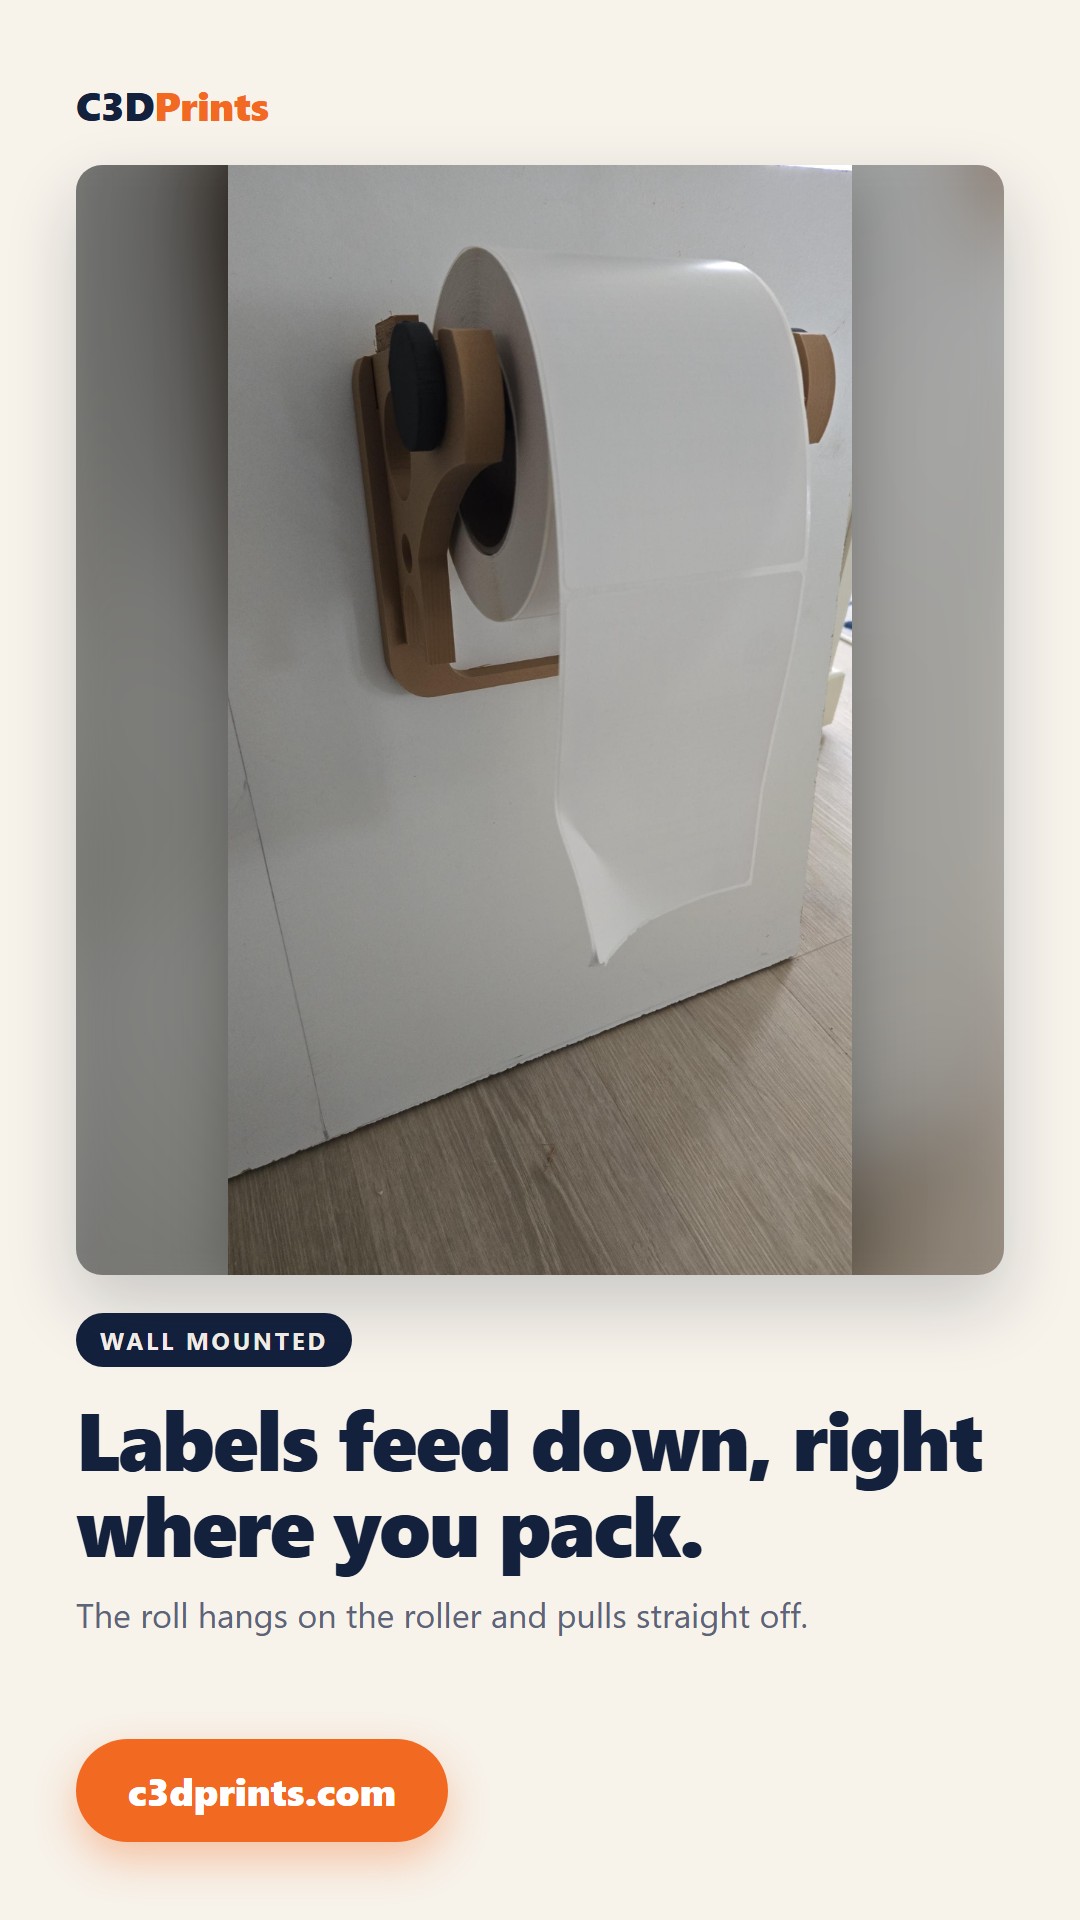 C3DPrints
WALL MOUNTED
Labels feed down, right
where you pack.
The roll hangs on the roller and pulls straight off.
c3dprints.com